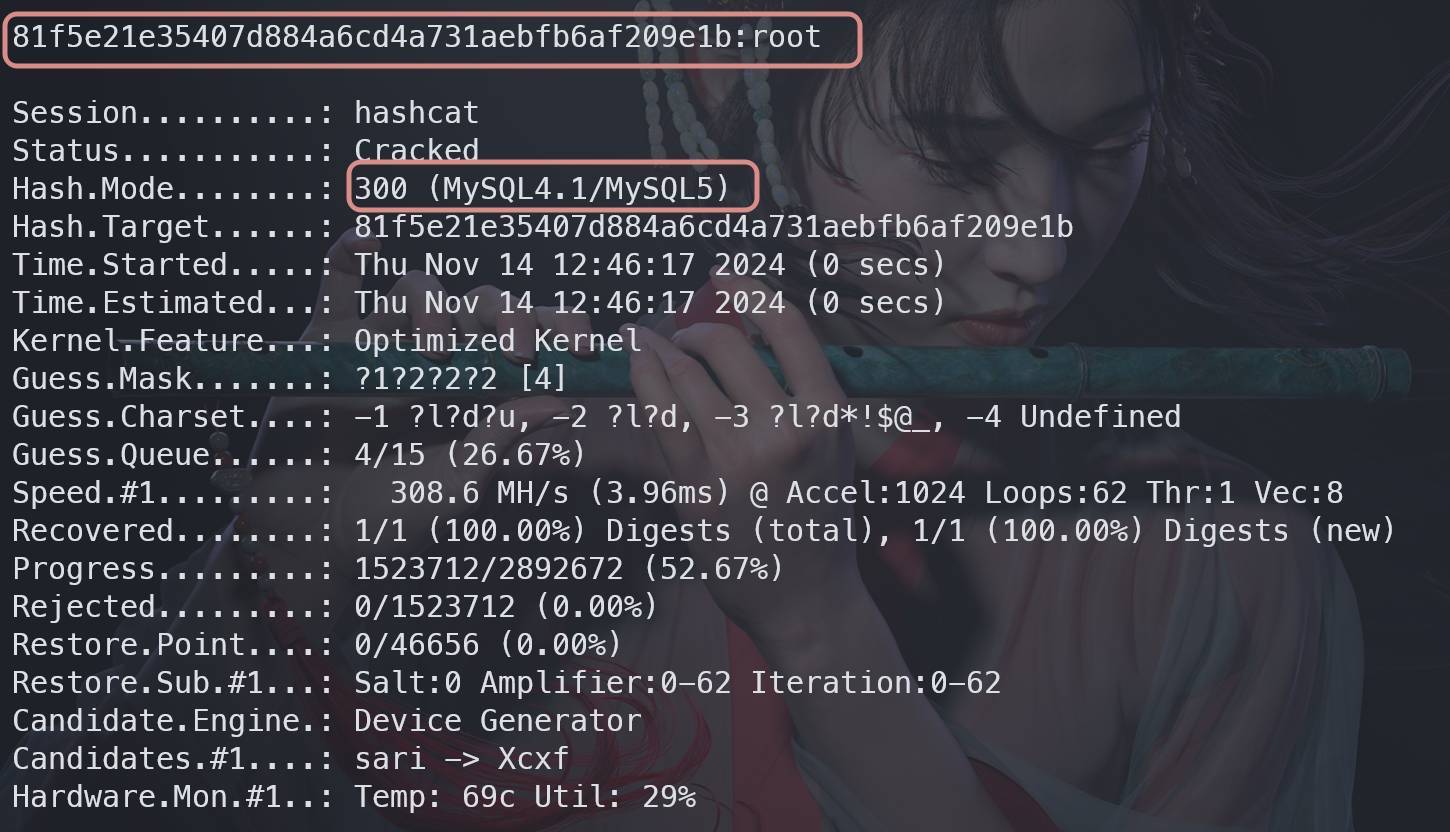 81f5e21e35407d884a6cd4a731aebfb6af209e1b:root
Session..........: hashcat
Status...........: Cracked
Hash.Mode........: 300 (MySQL4.1/MySQL5)
Hash.Target......: 81f5e21e35407d884a6cd4a731aebfb6af209e1b
Time.Started.....: Thu Nov 14 12:46:17 2024 (0 secs)
Time.Estimated...: Thu Nov 14 12:46:17 2024 (0 secs)
Kernel.Feature...: Optimized Kernel
Guess.Mask.......: ?1?2?2?2 [4]
Guess.Charset....: -1 ?l?d?u, -2 ?l?d, -3 ?l?d*!$@_, -4 Undefined
Guess.Queue......: 4/15 (26.67%)
Speed.#1.........:   308.6 MH/s (3.96ms) @ Accel:1024 Loops:62 Thr:1 Vec:8
Recovered........: 1/1 (100.00%) Digests (total), 1/1 (100.00%) Digests (new)
Progress.........: 1523712/2892672 (52.67%)
Rejected.........: 0/1523712 (0.00%)
Restore.Point....: 0/46656 (0.00%)
Restore.Sub.#1...: Salt:0 Amplifier:0-62 Iteration:0-62
Candidate.Engine.: Device Generator
Candidates.#1....: sari -> Xcxf
Hardware.Mon.#1..: Temp: 69c Util: 29%